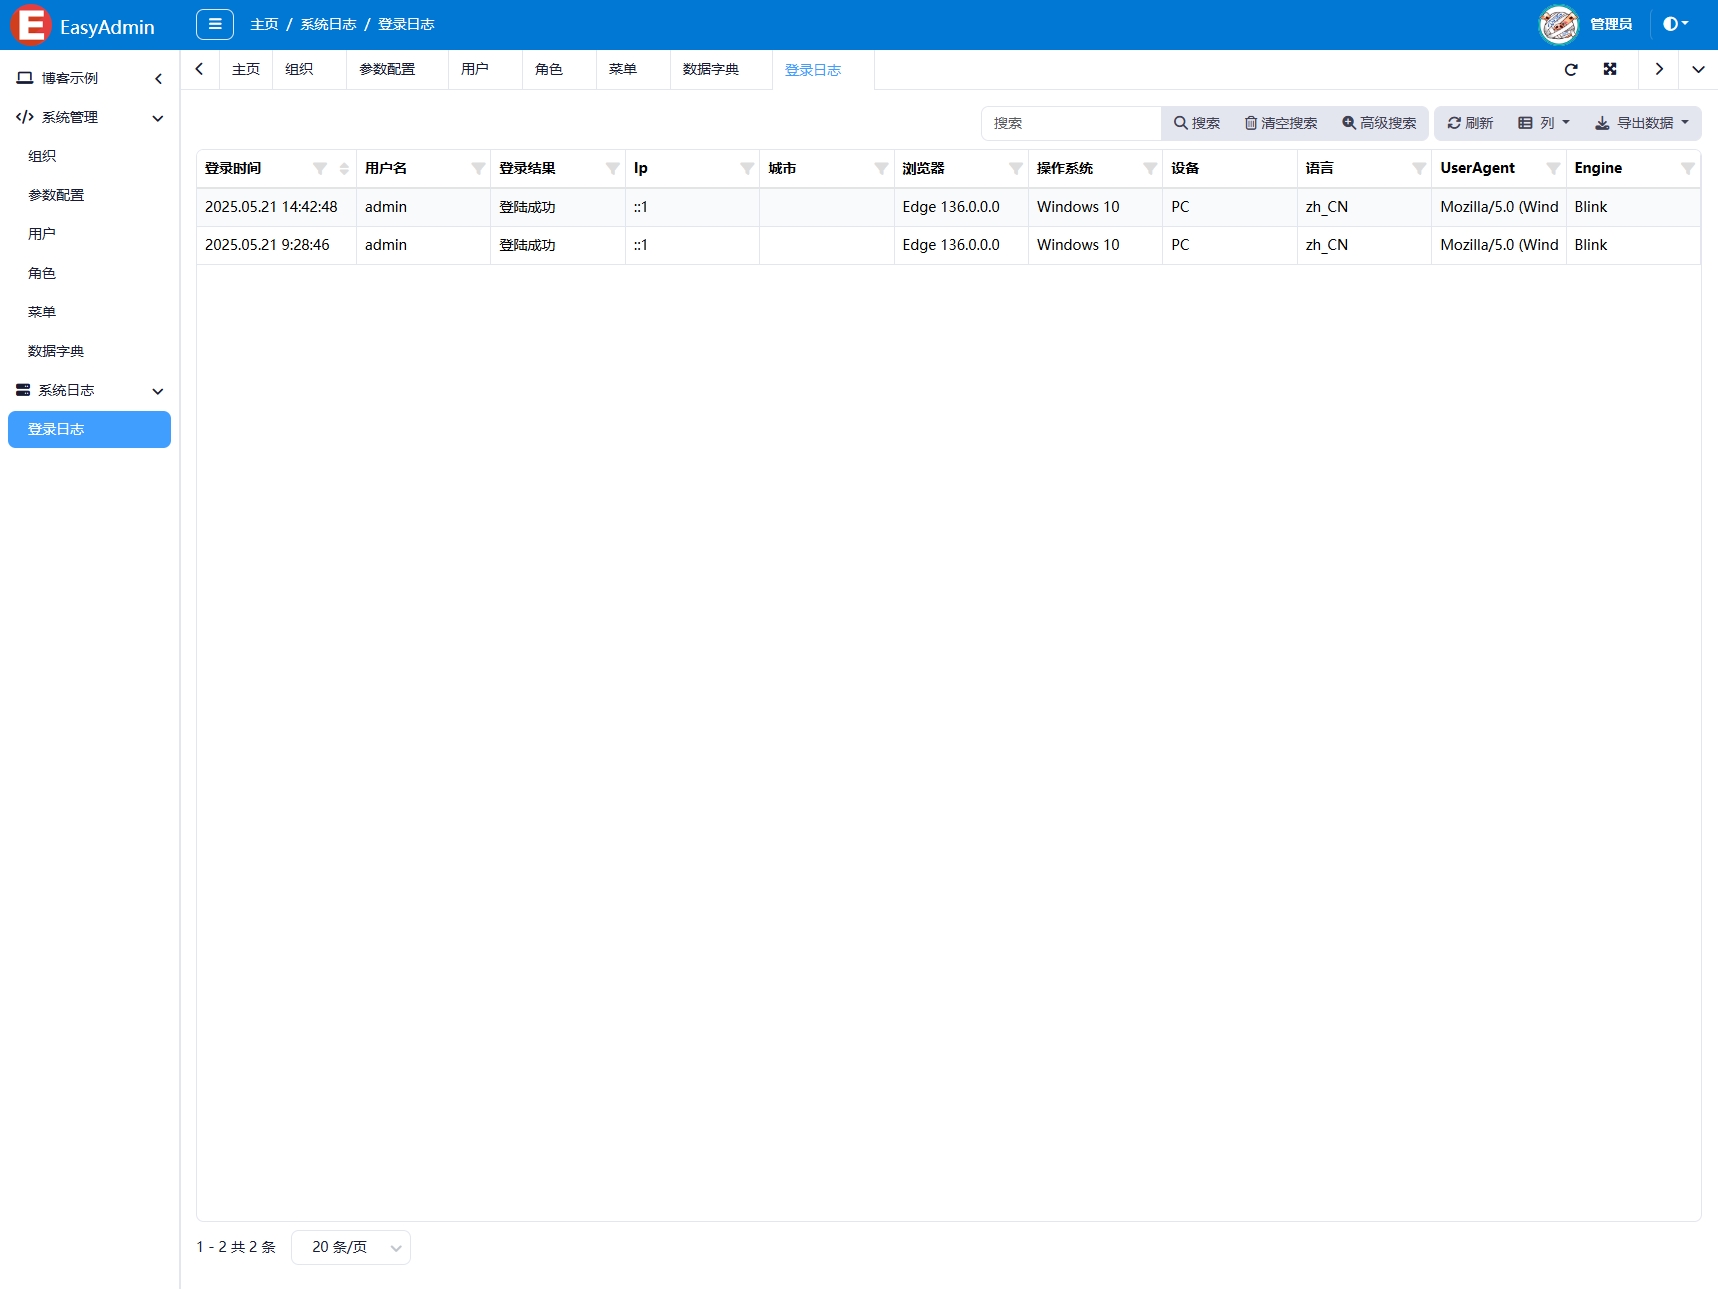 EasyAdmin
主页 / 系统日志 / 登录日志
管理员
博客示例
系统管理
组织
参数配置
用户
角色
菜单
数据字典
系统日志
登录日志
主页 组织 参数配置 用户 角色 菜单 数据字典 登录日志
搜索 搜索 清空搜索 高级搜索 刷新 列 导出数据
登录时间 用户名 登录结果 Ip 城市 浏览器 操作系统 设备 语言 UserAgent Engine
2025.05.21 14:42:48 admin 登陆成功 ::1 Edge 136.0.0.0 Windows 10 PC zh_CN Mozilla/5.0 (Wind Blink
2025.05.21 9:28:46 admin 登陆成功 ::1 Edge 136.0.0.0 Windows 10 PC zh_CN Mozilla/5.0 (Wind Blink
1 - 2 共 2 条 20 条/页